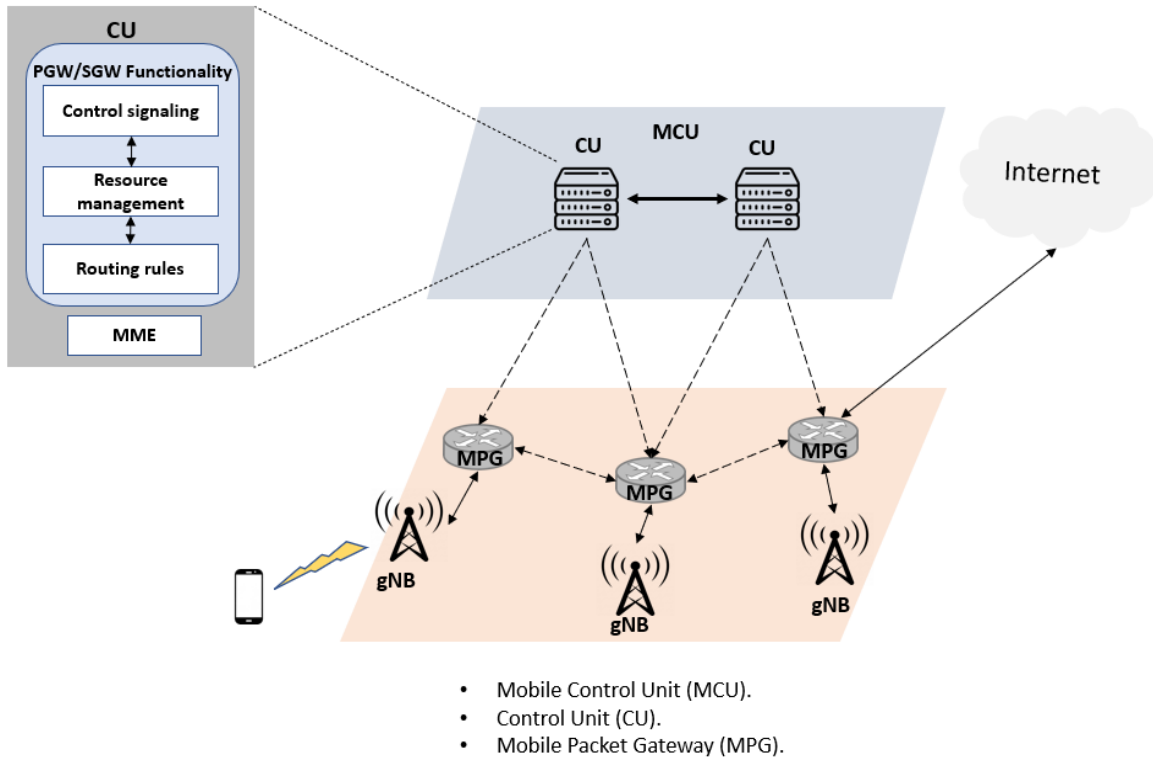 CU
PGW/SGW Functionality
Control signaling
Resource
management
Routing rules
MME
MCU
CU
CU
Internet
MPG
MPG
MPG
gNB
gNB
gNB
• Mobile Control Unit (MCU).
• Control Unit (CU).
• Mobile Packet Gateway (MPG).